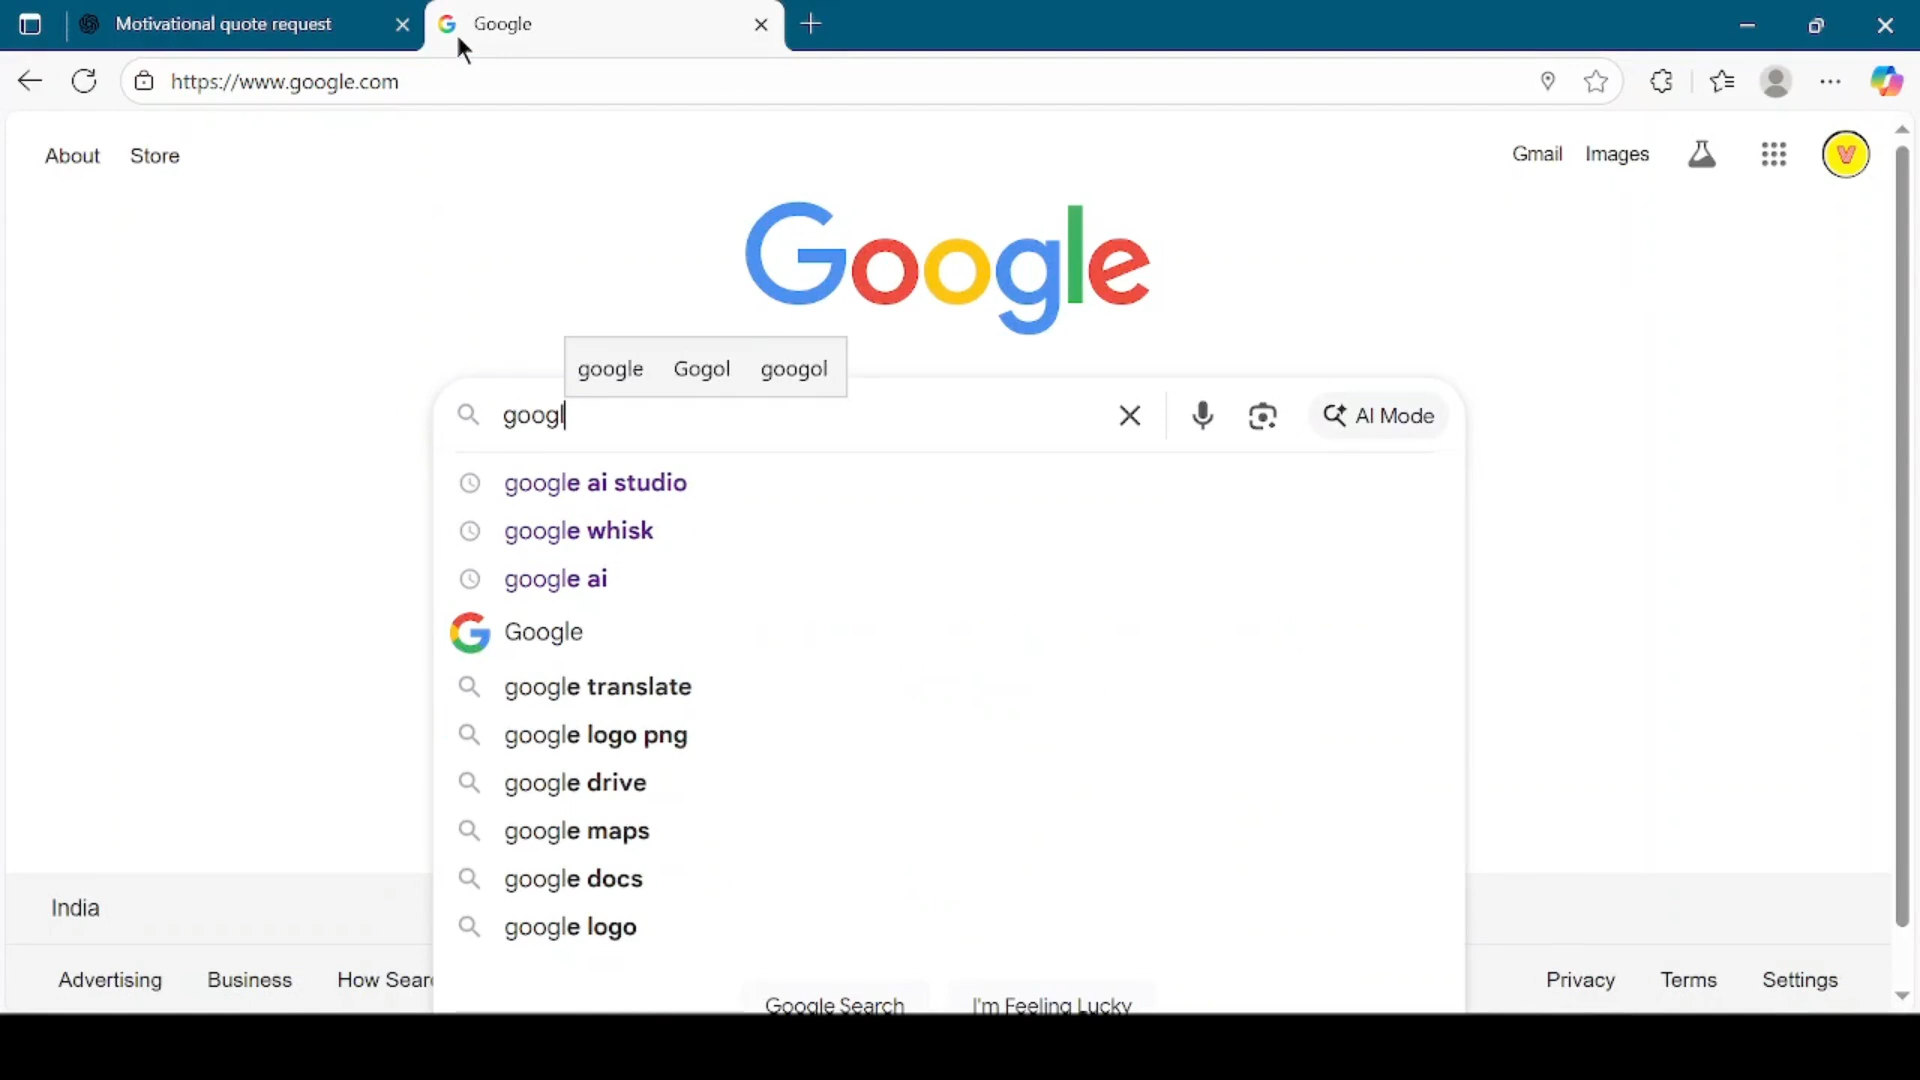 Motivational quote request
Google
https://www.google.com
About Store
Gmail Images
V
Google
google Gogol googol
googl
AI Mode
google ai studio
google whisk
google ai
Google
google translate
google logo png
google drive
google maps
google docs
google logo
Google Search I'm Feeling Lucky
India
Advertising Business How Sear
Privacy Terms Settings